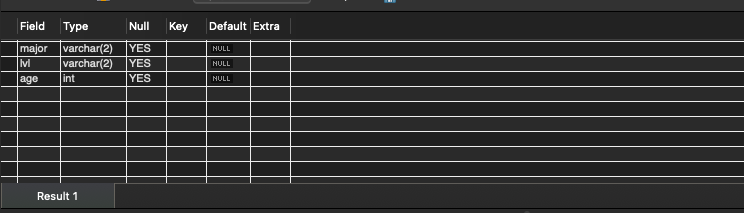 Field Type Null Key Default Extra
major varchar(2) YES NULL
lvl varchar(2) YES NULL
age int YES NULL
Result 1